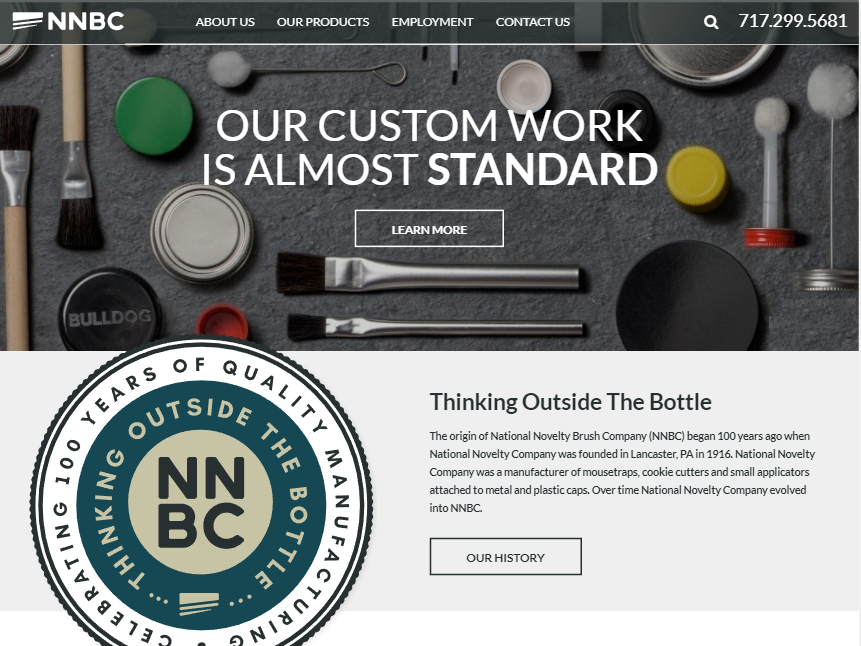 NNBC
ABOUT US
OUR PRODUCTS
EMPLOYMENT
CONTACT US
717.299.5681
OUR CUSTOM WORK
IS ALMOST STANDARD
LEARN MORE
BULLDOG
CELEBRATING 100 YEARS OF QUALITY MANUFACTURING •
THINKING OUTSIDE THE BOTTLE
NN
BC
Thinking Outside The Bottle
The origin of National Novelty Brush Company (NNBC) began 100 years ago when
National Novelty Company was founded in Lancaster, PA in 1916. National Novelty
Company was a manufacturer of mousetraps, cookie cutters and small applicators
attached to metal and plastic caps. Over time National Novelty Company evolved
into NNBC.
OUR HISTORY